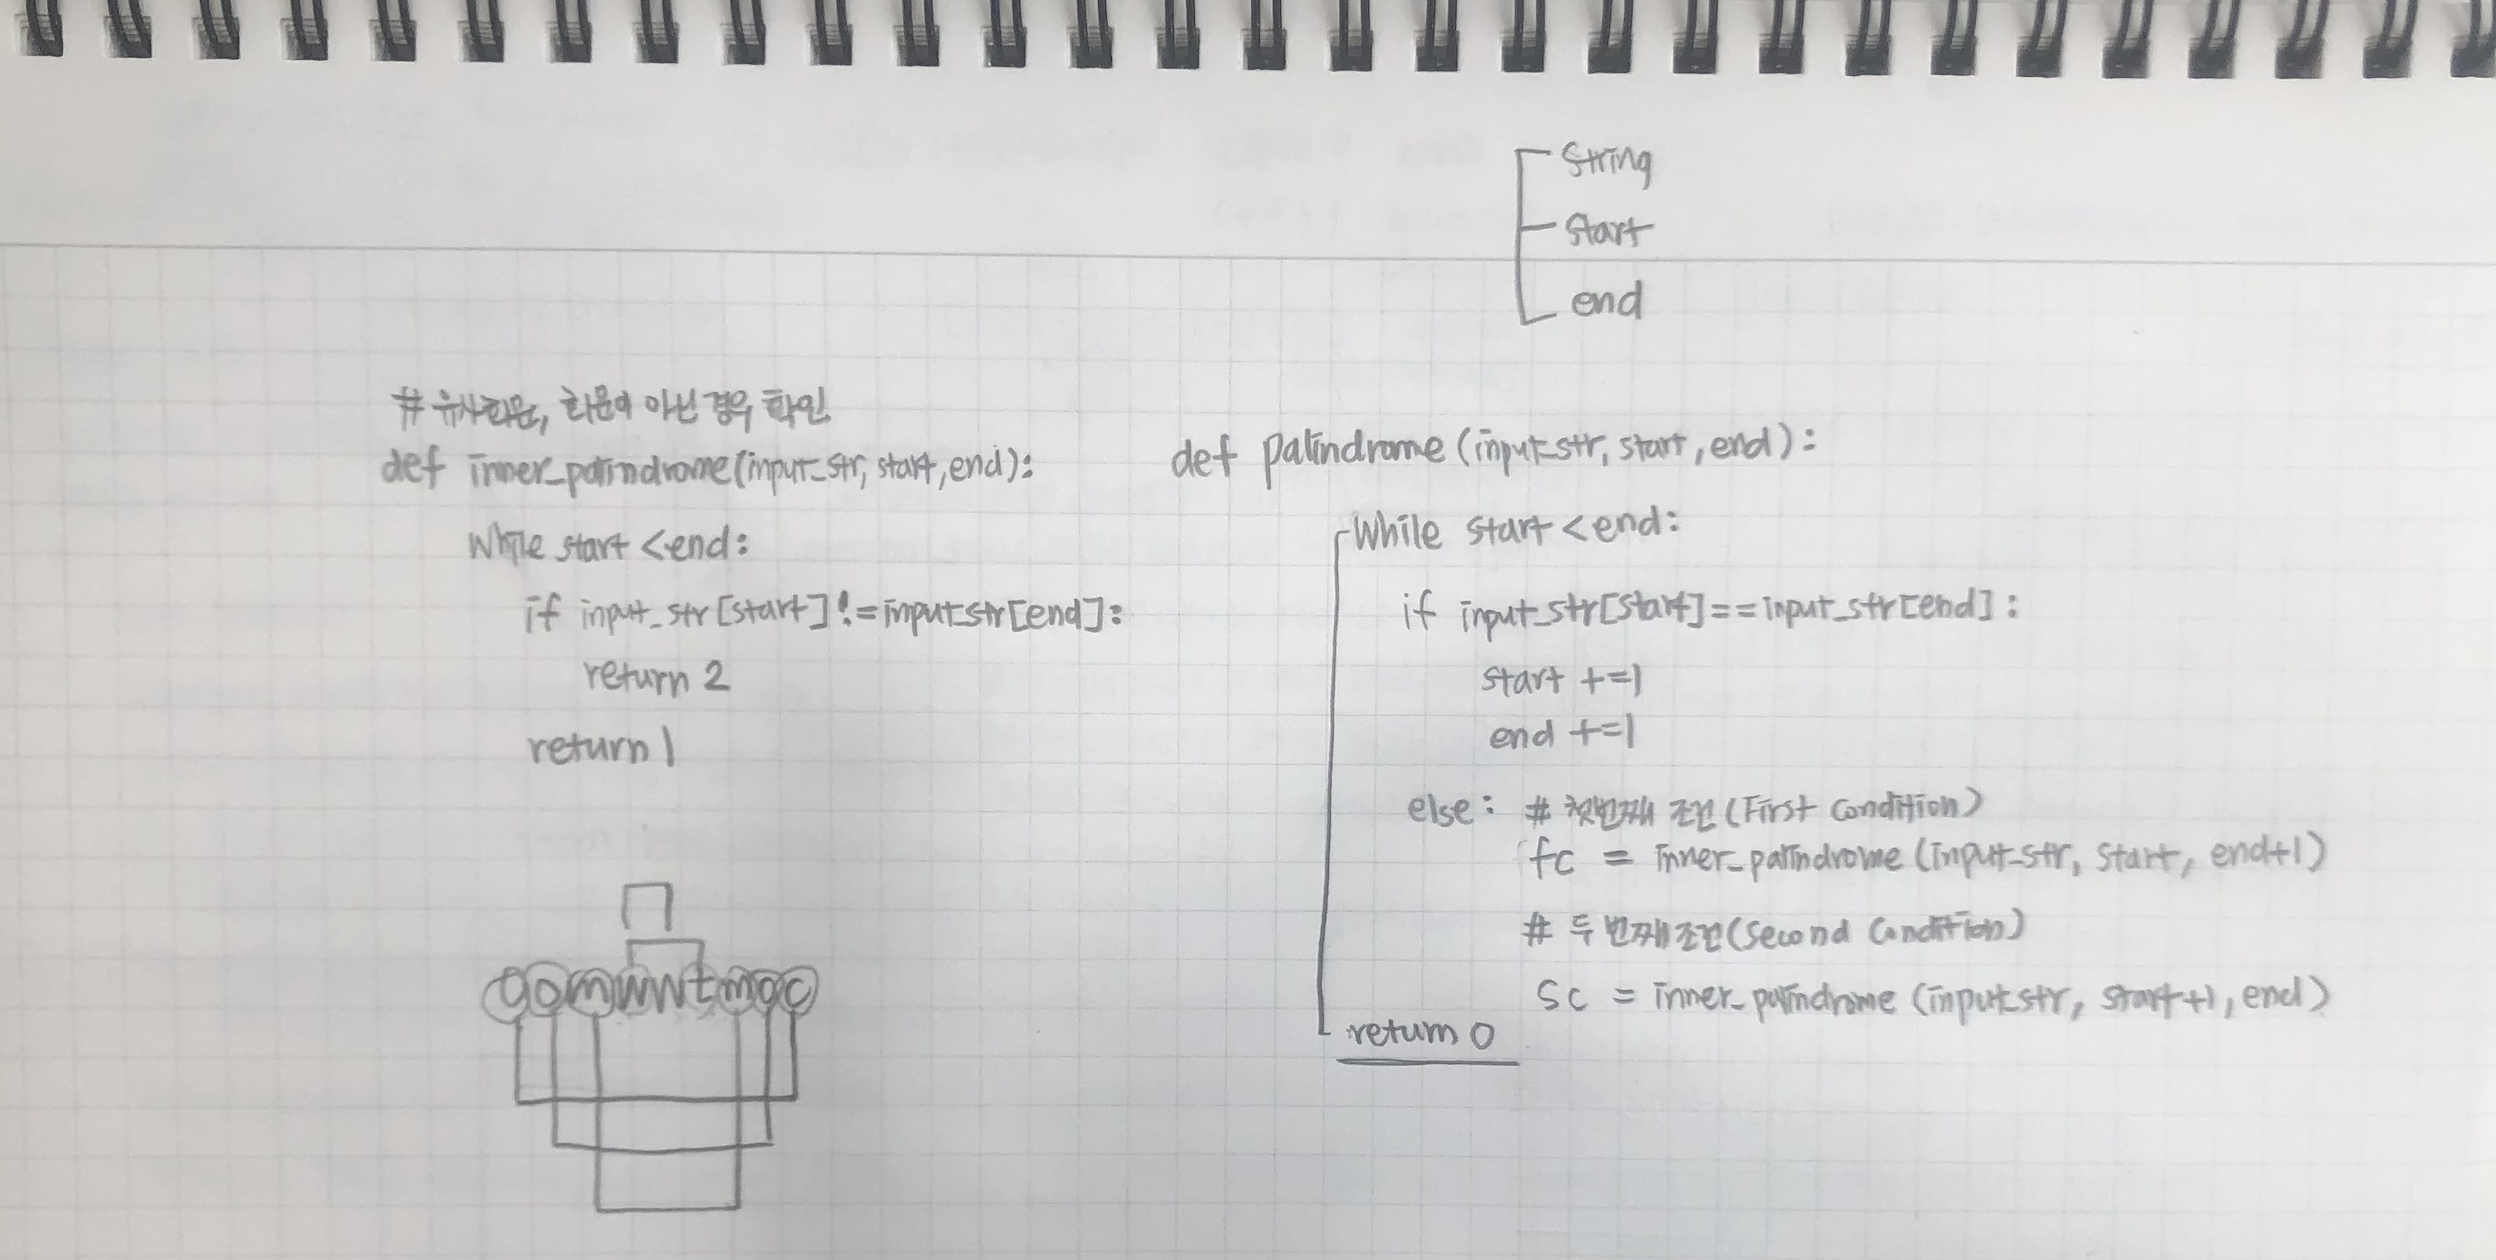 string
start
end
# 유사회문, 회문이 아닌 경우 확인
def inner_palindrome(input_str, start, end):
while start < end:
if input_str[start] != input_str[end]:
return 2
return 1
comwwtmoc
def palindrome (input_str, start, end):
while start < end:
if input_str[start] == input_str[end]:
start +=1
end +=1
else: # 첫번째 조건 (First Condition)
fc = inner_palindrome (input_str, start, end+1)
# 두 번째 조건 (Second Condition)
sc = inner_palindrome (input_str, start+1, end)
return 0